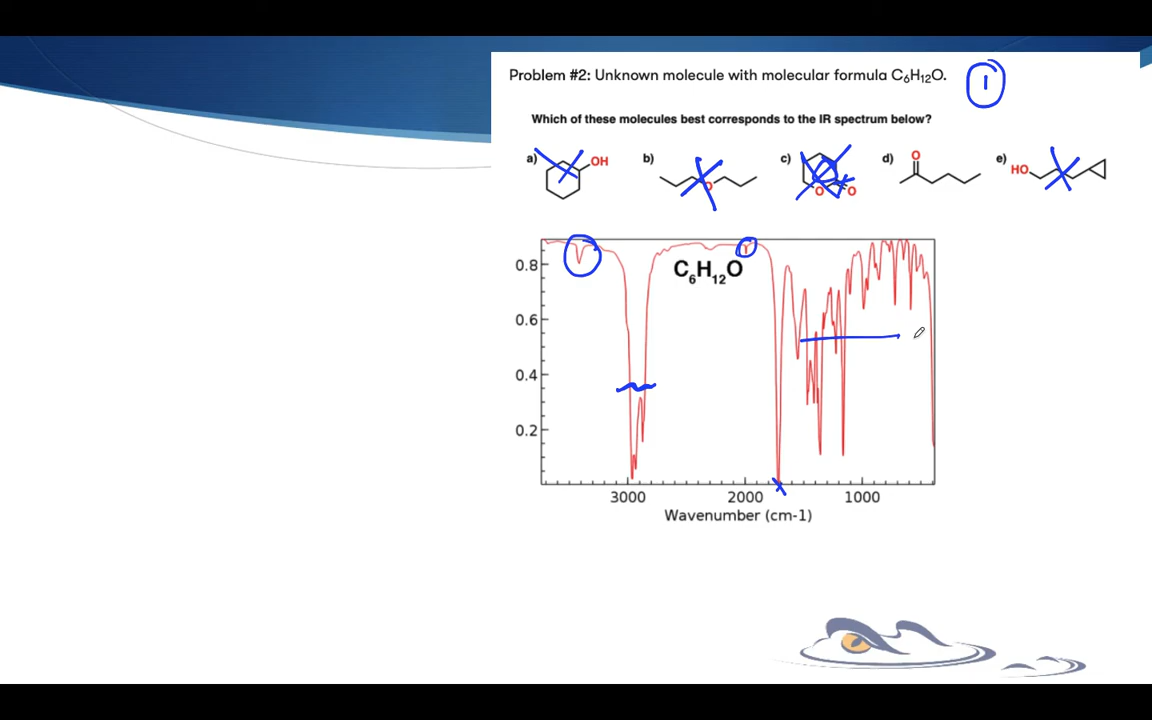 Problem #2: Unknown molecule with molecular formula C₆H₁₂O. 1
Which of these molecules best corresponds to the IR spectrum below?
a) OH b) O c) O O d) O e) HO
C₆H₁₂O
0.8
0.6
0.4
0.2
3000 2000 1000
Wavenumber (cm-1)